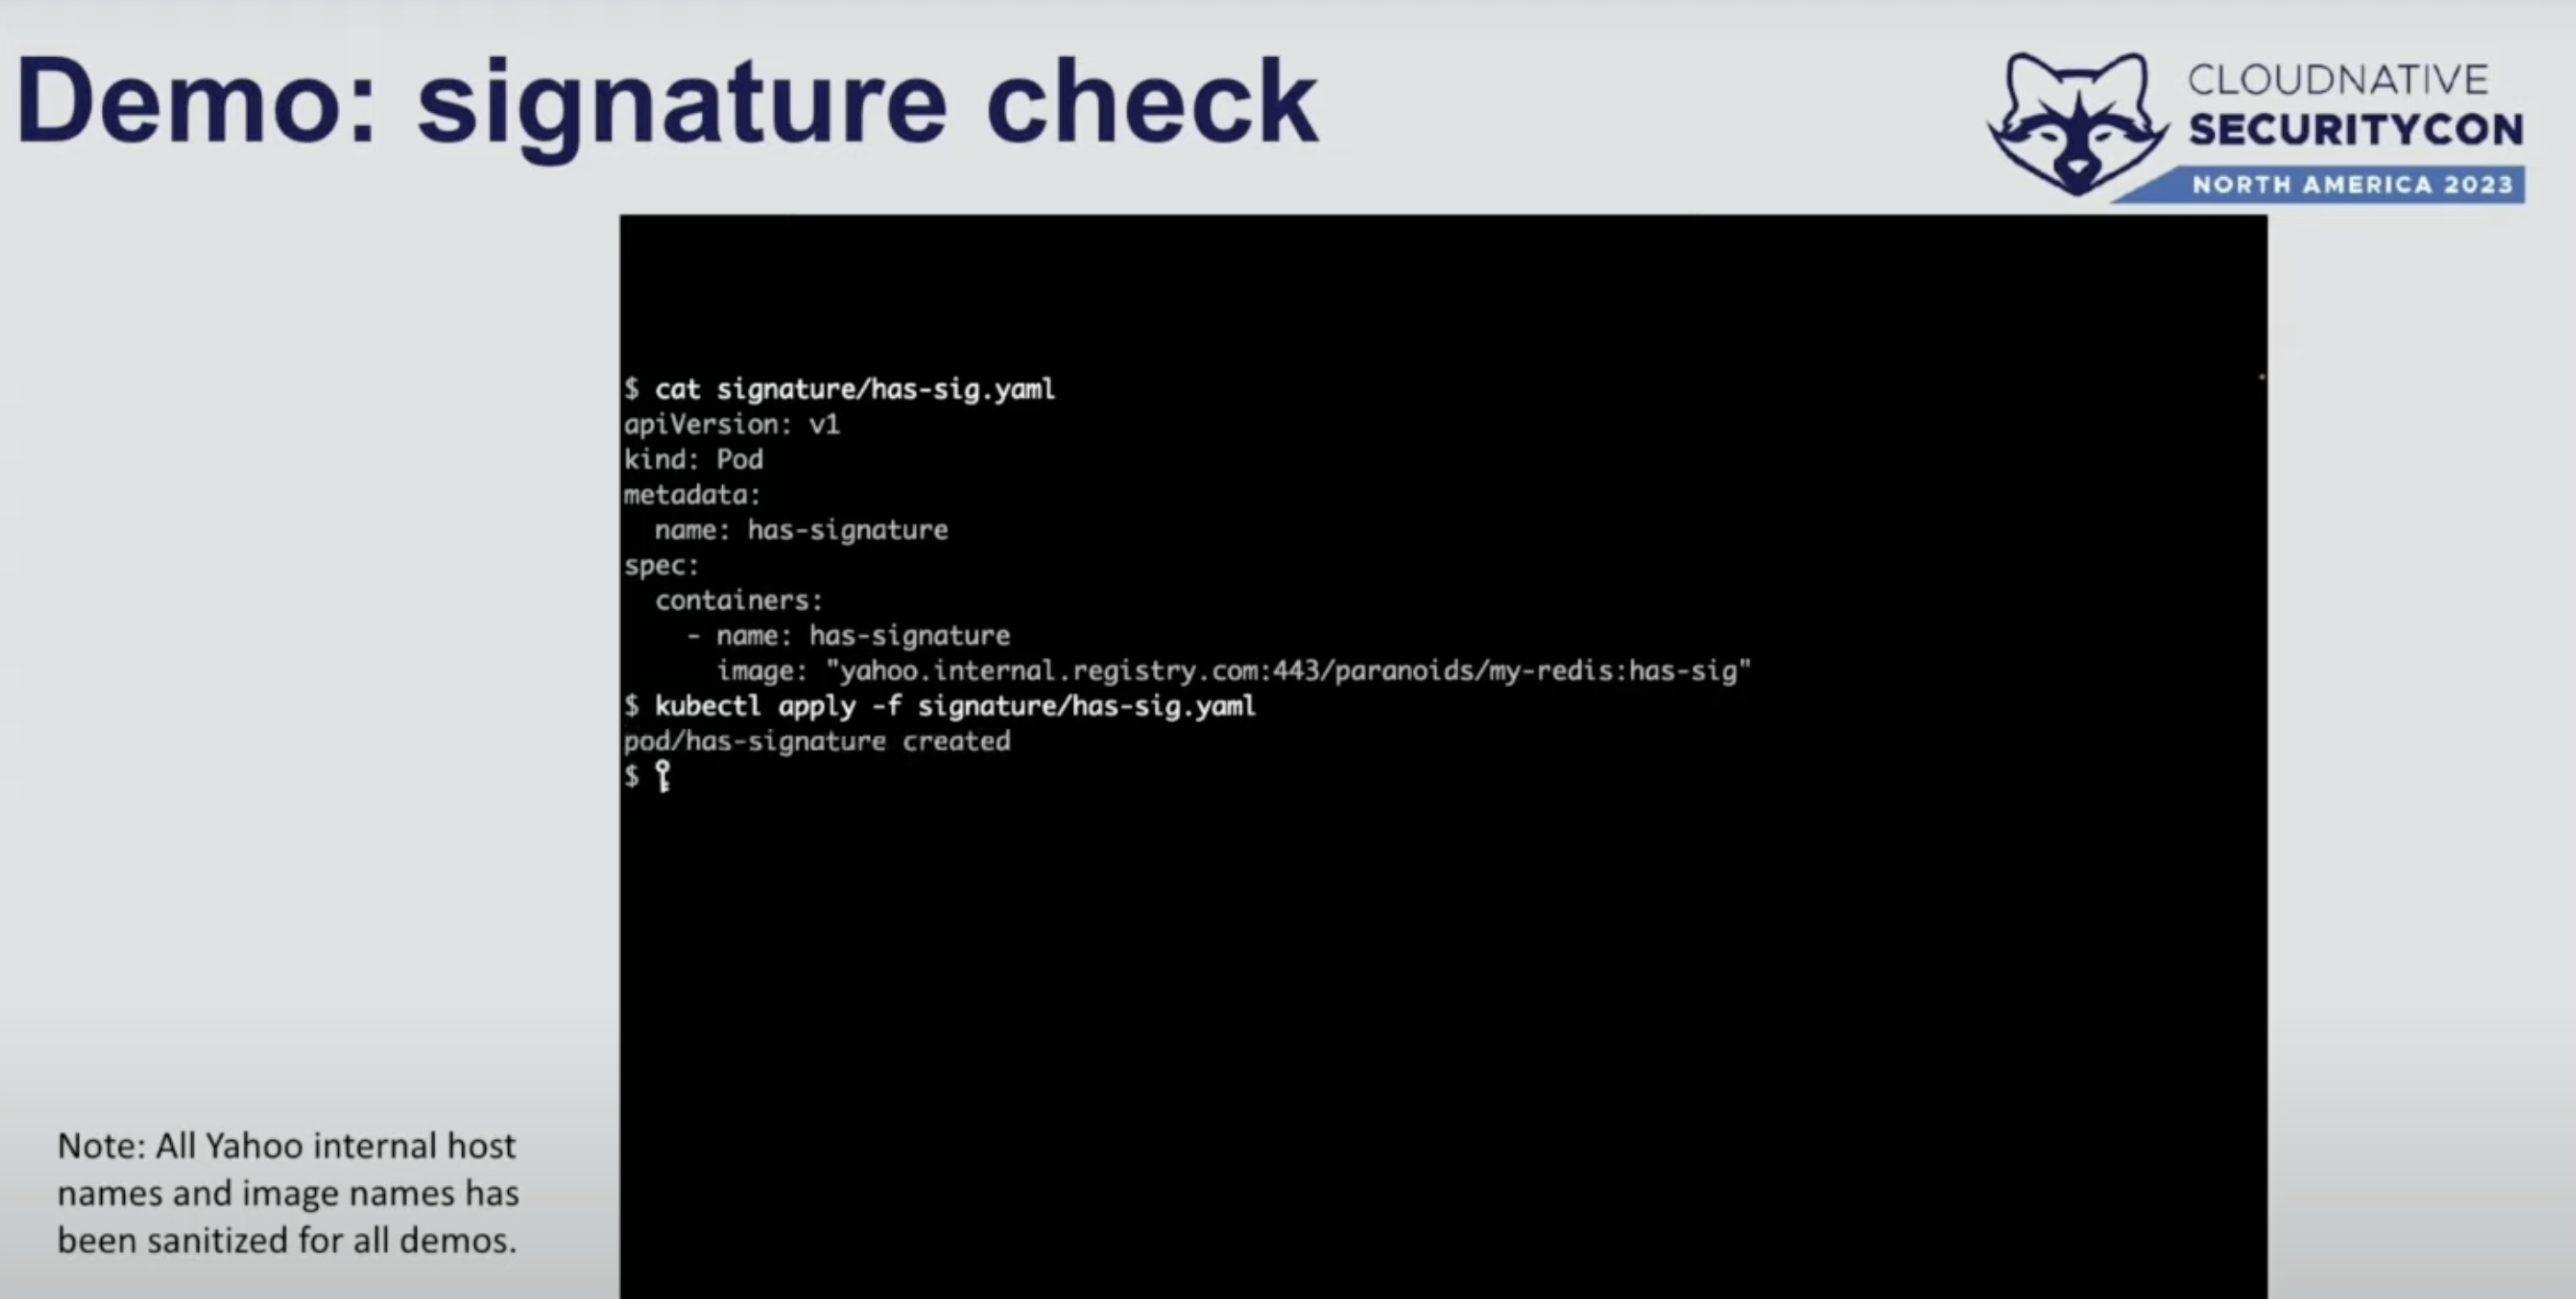 Demo: signature check
CLOUDNATIVE
SECURITYCON
NORTH AMERICA 2023
$ cat signature/has-sig.yaml
apiVersion: v1
kind: Pod
metadata:
  name: has-signature
spec:
  containers:
    - name: has-signature
      image: "yahoo.internal.registry.com:443/paranoids/my-redis:has-sig"
$ kubectl apply -f signature/has-sig.yaml
pod/has-signature created
$
Note: All Yahoo internal host
names and image names has
been sanitized for all demos.